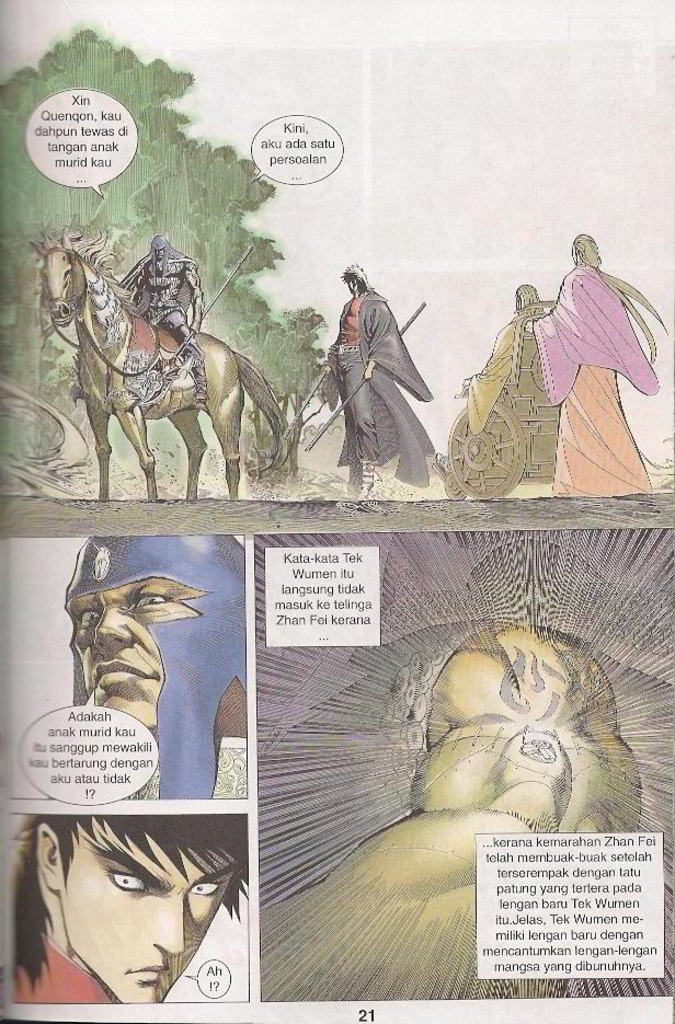 Xin
Quenqon, kau
dahpun tewas di
tangan anak
murid kau
...
Kini,
aku ada satu
persoalan
...
Adakah
anak murid kau
itu sanggup mewakili
kau bertarung dengan
aku atau tidak
!?
Kata-kata Tek
Wumen itu
langsung tidak
masuk ke telinga
Zhan Fei kerana
...
...kerana kemarahan Zhan Fei
telah membuak-buak setelah
terserempak dengan tatu
patung yang tertera pada
lengan baru Tek Wumen
itu.Jelas, Tek Wumen me-
miliki lengan baru dengan
mencantumkan lengan-lengan
mangsa yang dibunuhnya.
Ah
!?
21